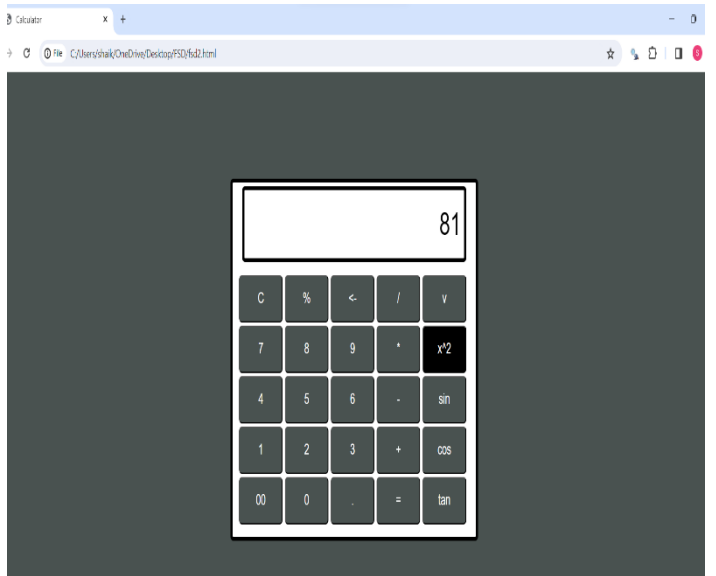 Calculator
File C:/Users/shaik/OneDrive/Desktop/FSD/fsd2.html
S
81
C % <- / v
7 8 9 * x^2
4 5 6 - sin
1 2 3 + cos
00 0 . = tan